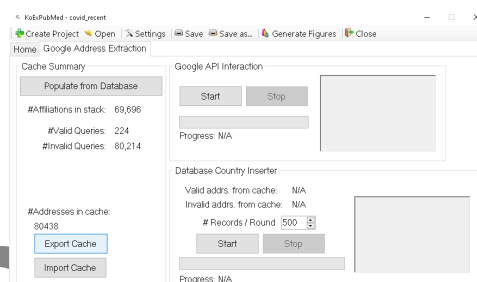 KoExPubMed - covid_recent
Create Project Open Settings Save Save as... Generate Figures Close
Home Google Address Extraction
Cache Summary
Populate from Database
#Affiliations in stack: 69,696
#Valid Queries: 224
#Invalid Queries: 80,214
#Addresses in cache:
80438
Export Cache
Import Cache
Google API Interaction
Start Stop
Progress: N/A
Database Country Inserter
Valid addrs. from cache: N/A
Invalid addrs. from cache: N/A
# Records / Round 500
Start Stop
Progress: N/A